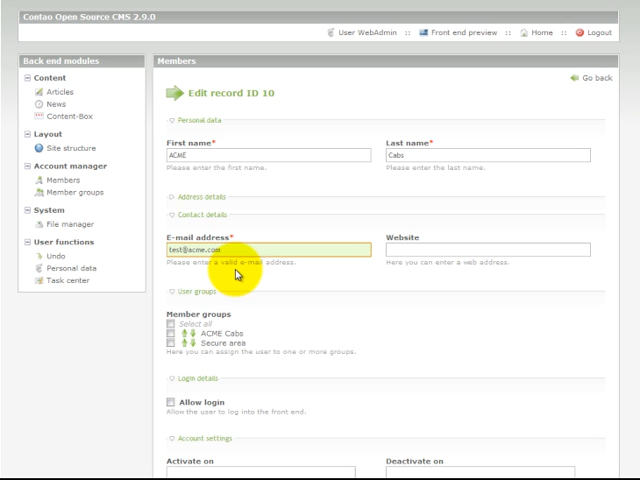 Contao Open Source CMS 2.9.0
User WebAdmin :: Front end preview :: Home :: Logout
Back end modules
Content
Articles
News
Content-Box
Layout
Site structure
Account manager
Members
Member groups
System
File manager
User functions
Undo
Personal data
Task center
Members
Go back
Edit record ID 10
Personal data
First name* Last name*
ACME Cabs
Please enter the first name. Please enter the last name.
Address details
Contact details
E-mail address* Website
test@acme.com
Please enter a valid e-mail address. Here you can enter a web address.
User groups
Member groups
Select all
ACME Cabs
Secure area
Here you can assign the user to one or more groups.
Login details
Allow login
Allow the user to log into the front end.
Account settings
Activate on Deactivate on